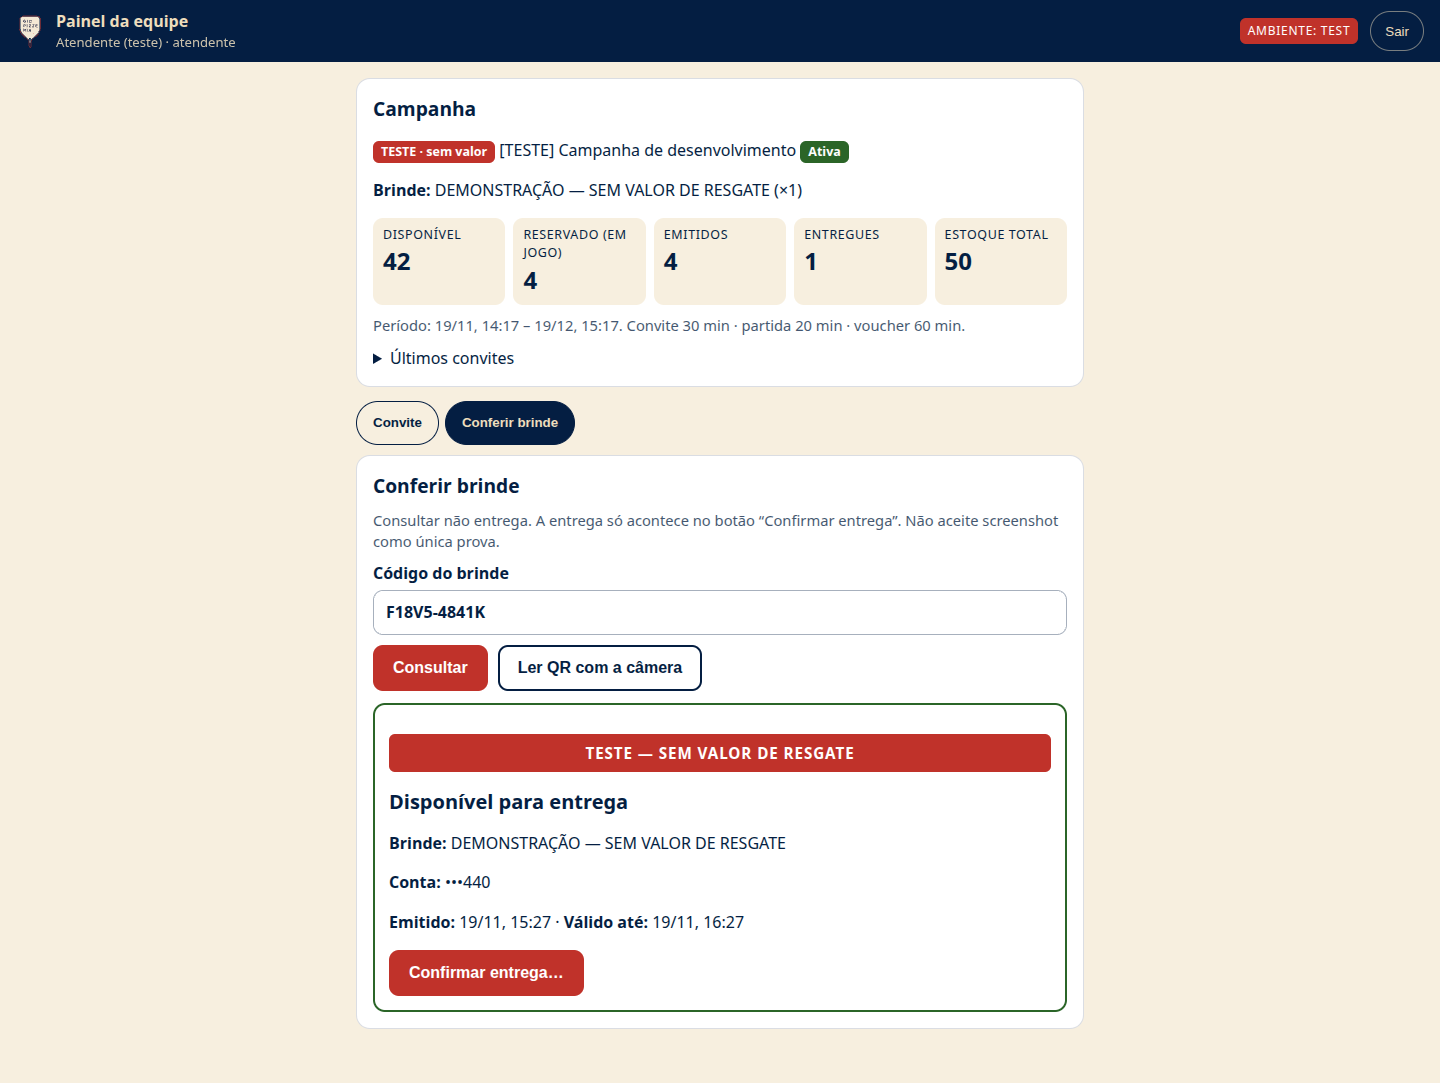 Painel da equipe
Atendente (teste) · atendente
AMBIENTE: TEST
Sair
Campanha
TESTE · sem valor [TESTE] Campanha de desenvolvimento Ativa
Brinde: DEMONSTRAÇÃO — SEM VALOR DE RESGATE (×1)
DISPONÍVEL
42
RESERVADO (EM
JOGO)
4
EMITIDOS
4
ENTREGUES
1
ESTOQUE TOTAL
50
Período: 19/11, 14:17 – 19/12, 15:17. Convite 30 min · partida 20 min · voucher 60 min.
Últimos convites
Convite
Conferir brinde
Conferir brinde
Consultar não entrega. A entrega só acontece no botão “Confirmar entrega”. Não aceite screenshot
como única prova.
Código do brinde
F18V5-4841K
Consultar
Ler QR com a câmera
TESTE — SEM VALOR DE RESGATE
Disponível para entrega
Brinde: DEMONSTRAÇÃO — SEM VALOR DE RESGATE
Conta: •••440
Emitido: 19/11, 15:27 · Válido até: 19/11, 16:27
Confirmar entrega…